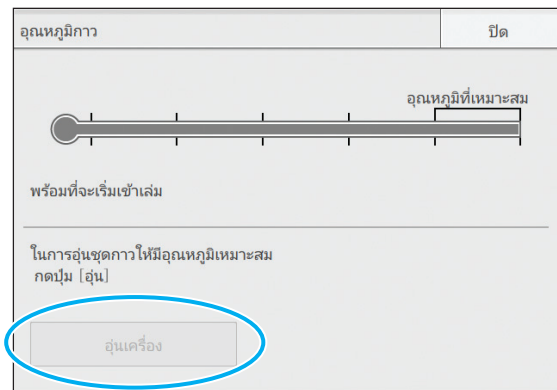 อุณหภูมิกาว
ปิด
อุณหภูมิที่เหมาะสม
พร้อมที่จะเริ่มเข้าเล่ม
ในการอุ่นชุดกาวให้มีอุณหภูมิเหมาะสม
กดปุ่ม [อุ่น]
อุ่นเครื่อง